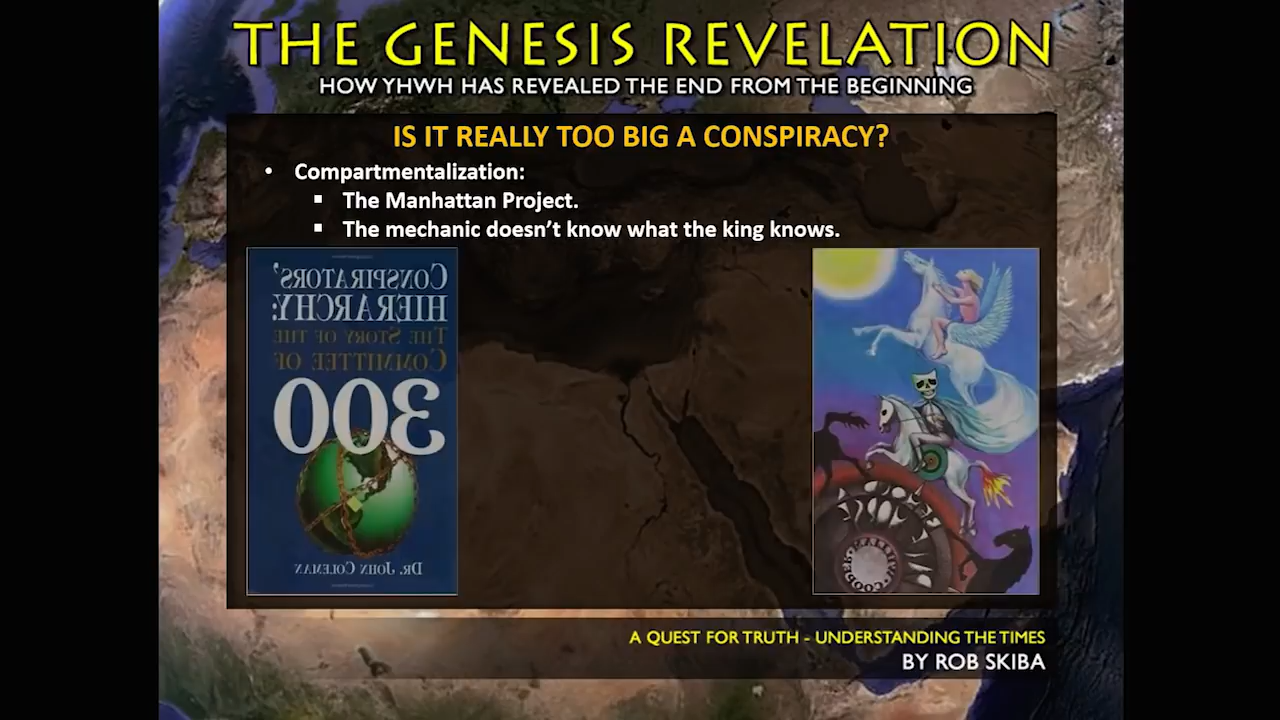 THE GENESIS REVELATION
HOW YHWH HAS REVEALED THE END FROM THE BEGINNING
IS IT REALLY TOO BIG A CONSPIRACY?
• Compartmentalization:
▪ The Manhattan Project.
▪ The mechanic doesn't know what the king knows.
CONSPIRATORS'
HIERARCHY:
THE STORY OF THE
COMMITTEE OF
300
DR. JOHN COLEMAN
A QUEST FOR TRUTH - UNDERSTANDING THE TIMES
BY ROB SKIBA